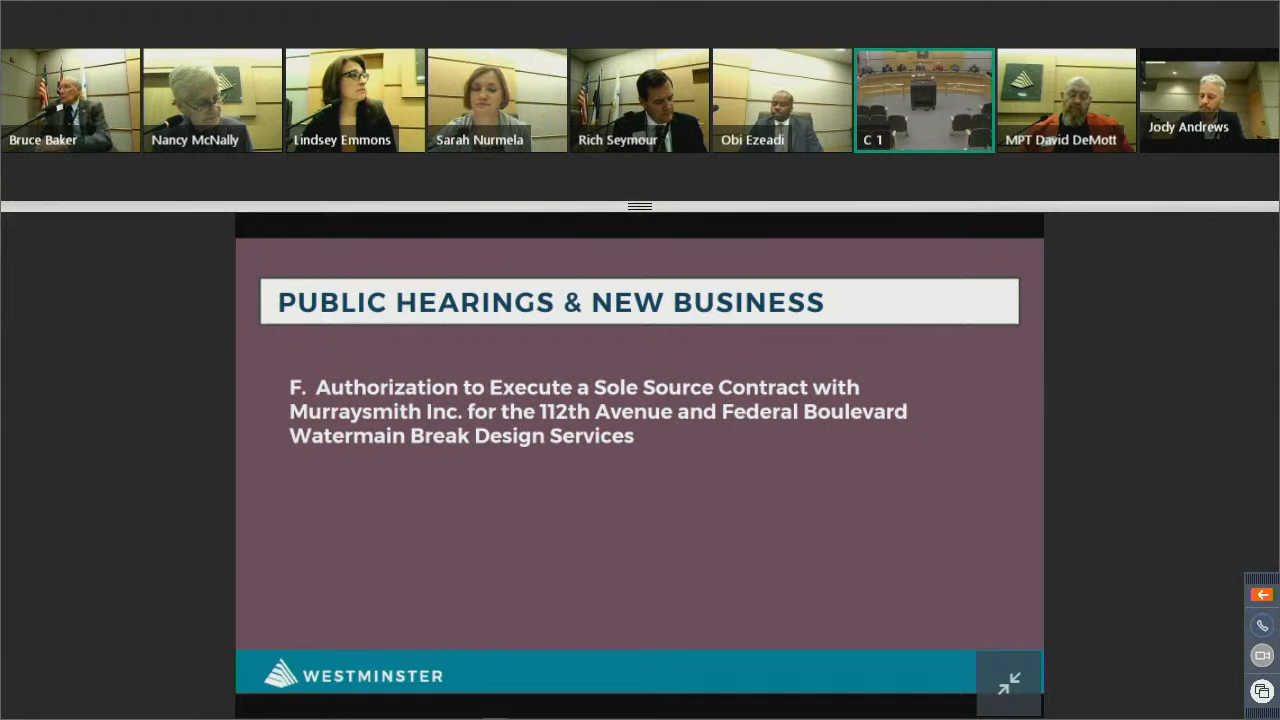 Bruce Baker
Nancy McNally
Lindsey Emmons
Sarah Nurmela
Rich Seymour
Obi Ezeadi
C 1
MPT David DeMott
Jody Andrews
PUBLIC HEARINGS & NEW BUSINESS
F. Authorization to Execute a Sole Source Contract with
Murraysmith Inc. for the 112th Avenue and Federal Boulevard
Watermain Break Design Services
WESTMINSTER